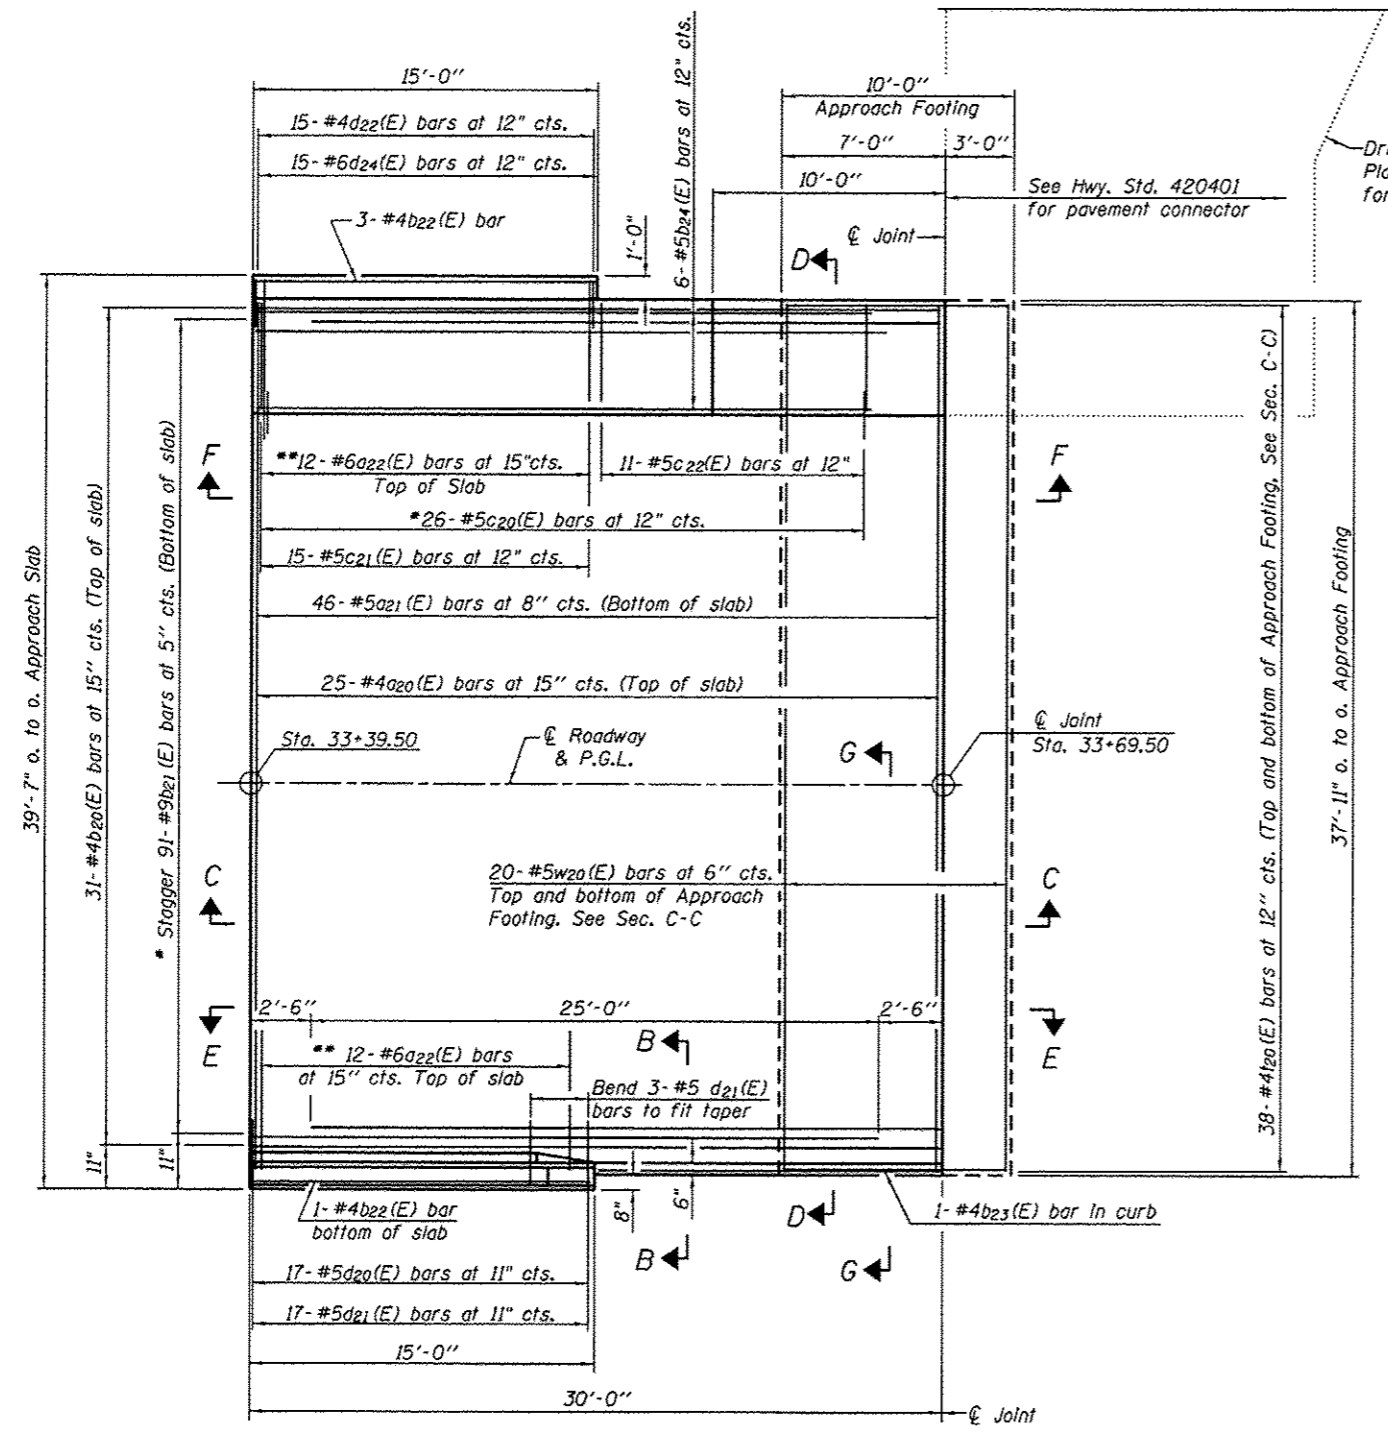 15'-0''
15- #4d22(E) bars at 12" cts.
15- #6d24(E) bars at 12" cts.
3- #4b22(E) bar
1'-0"
6- #5b24(E) bars at 12" cts.
10'-0''
Approach Footing
7'-0''
3'-0''
10'-0''
See Hwy. Std. 420401
for pavement connector
℄ Joint
D
for
39'-7" o. to o. Approach Slab
31- #4b20(E) bars at 15'' cts. (Top of slab)
* Stagger 91- #9b21(E) bars at 5'' cts. (Bottom of slab)
F
**12- #6a22(E) bars at 15"cts.
Top of Slab
11- #5c22(E) bars at 12"
F
*26- #5c20(E) bars at 12" cts.
15- #5c21(E) bars at 12" cts.
46- #5a21(E) bars at 8'' cts. (Bottom of slab)
25- #4a20(E) bars at 15'' cts. (Top of slab)
Sta. 33+39.50
℄ Roadway
& P.G.L.
G
℄ Joint
Sta. 33+69.50
38- #4t20(E) bars at 12'' cts. (Top and bottom of Approach Footing, See Sec. C-C)
37'-11" o. to o. Approach Footing
C
20- #5w20(E) bars at 6'' cts.
Top and bottom of Approach
Footing. See Sec. C-C
C
2'-6''
25'-0''
2'-6''
E
** 12- #6a22(E) bars
at 15'' cts. Top of slab
B
E
Bend 3- #5 d21(E)
bars to fit taper
11"
11"
1- #4b22(E) bar
bottom of slab
8"
6"
B
D
1- #4b23(E) bar in curb
G
17- #5d20(E) bars at 11" cts.
17- #5d21(E) bars at 11" cts.
15'-0''
30'-0''
℄ Joint